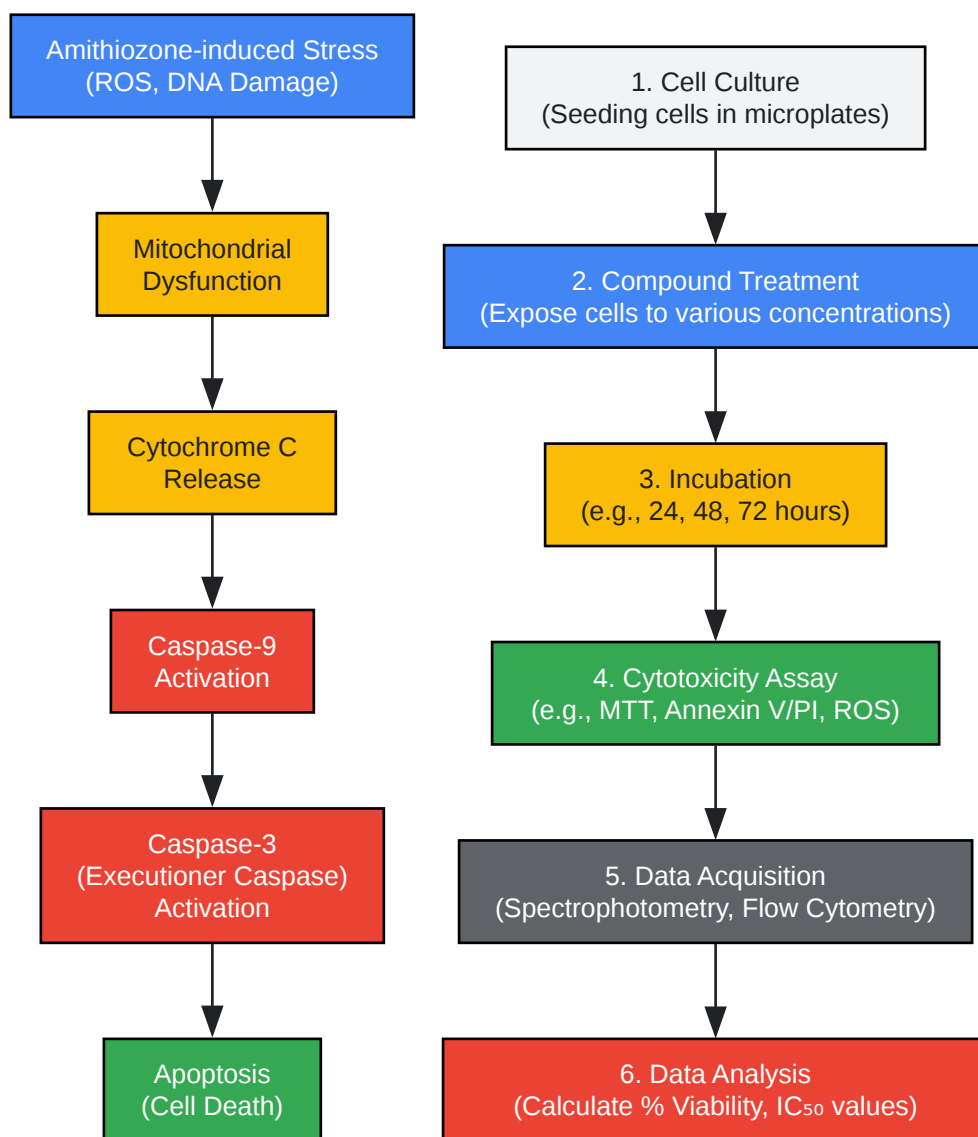 Amithiozone-induced Stress
(ROS, DNA Damage)
Mitochondrial
Dysfunction
Cytochrome C
Release
Caspase-9
Activation
Caspase-3
(Executioner Caspase)
Activation
Apoptosis
(Cell Death)
1. Cell Culture
(Seeding cells in microplates)
2. Compound Treatment
(Expose cells to various concentrations)
3. Incubation
(e.g., 24, 48, 72 hours)
4. Cytotoxicity Assay
(e.g., MTT, Annexin V/PI, ROS)
5. Data Acquisition
(Spectrophotometry, Flow Cytometry)
6. Data Analysis
(Calculate % Viability, IC₅₀ values)